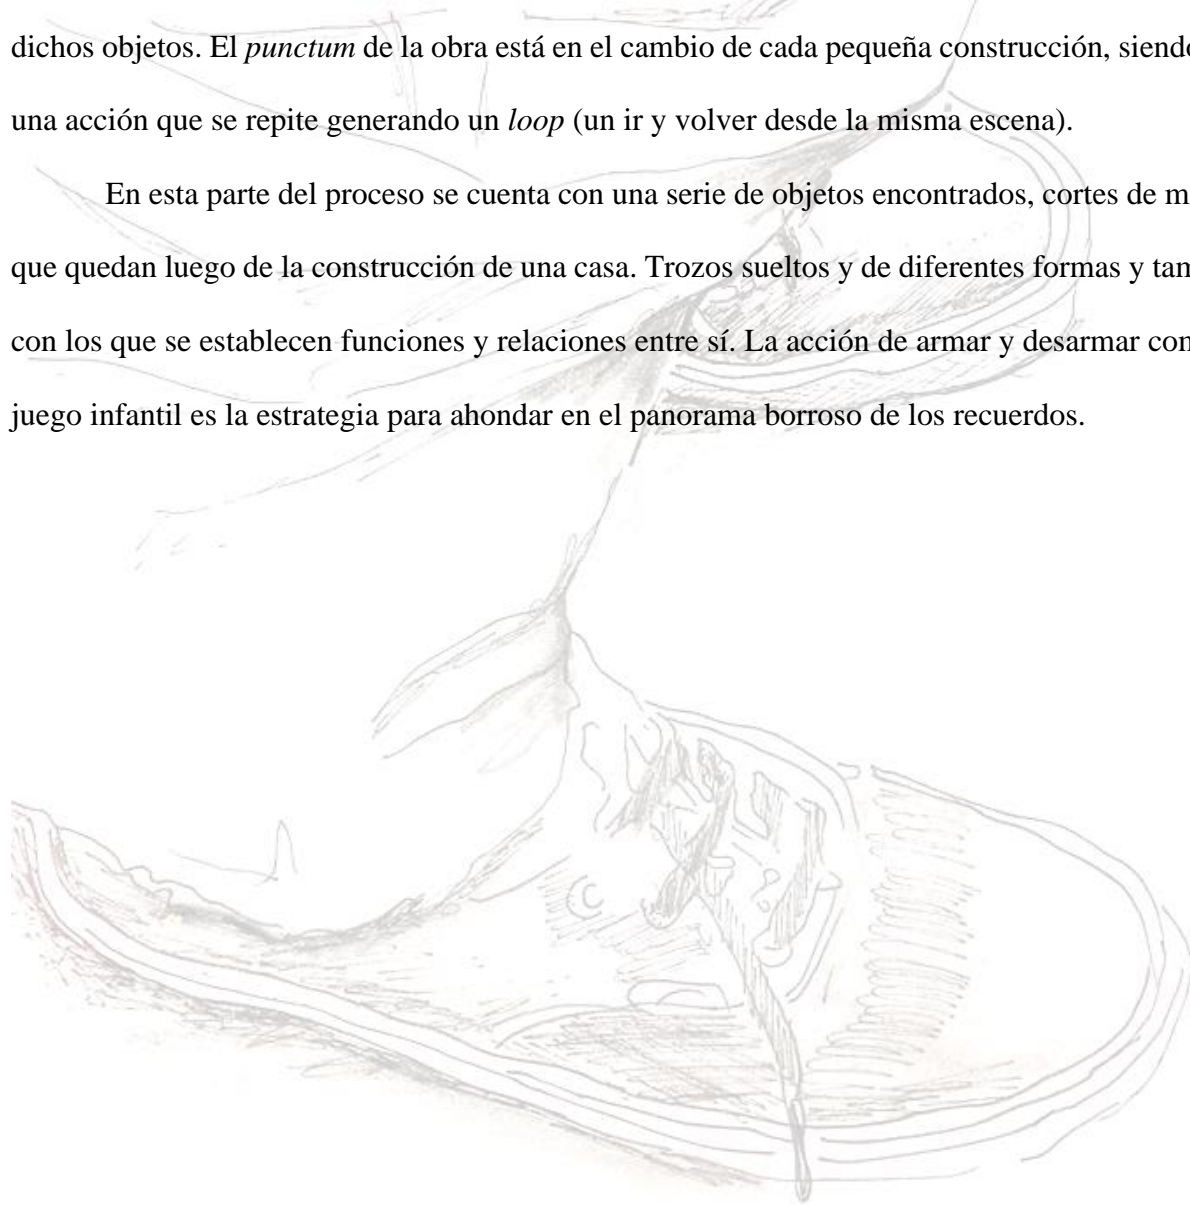 dichos objetos. El punctum de la obra está en el cambio de cada pequeña construcción, siendo
una acción que se repite generando un loop (un ir y volver desde la misma escena).
En esta parte del proceso se cuenta con una serie de objetos encontrados, cortes de
que quedan luego de la construcción de una casa. Trozos sueltos y de diferentes formas y
con los que se establecen funciones y relaciones entre sí. La acción de armar y desarmar
juego infantil es la estrategia para ahondar en el panorama borroso de los recuerdos.